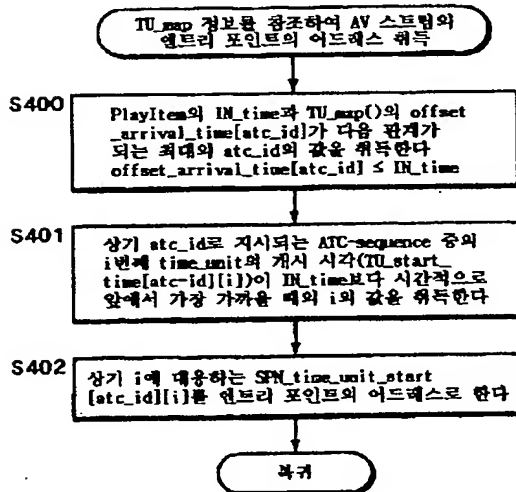 TU_map 정보를 참조하여 AV 스트림의
엔트리 포인트의 어드레스 취득
S400
PlayItem의 IN_time과 TU_map()의 offset
_arrival_time[atc_id]가 다음 관계가
되는 최대의 atc_id의 값을 취득한다
offset_arrival_time[atc_id] ≤ IN_time
S401
상기 atc_id로 지시되는 ATC-sequence 중의
i번째 time_unit의 개시 시각(TU_start_
time[atc-id][i])이 IN_time보다 시간적으로
앞에서 가장 가까울 때의 i의 값을 취득한다
S402
상기 i에 대응하는 SPN_time_unit_start
[atc_id][i]를 엔트리 포인트의 어드레스로 한다
복귀